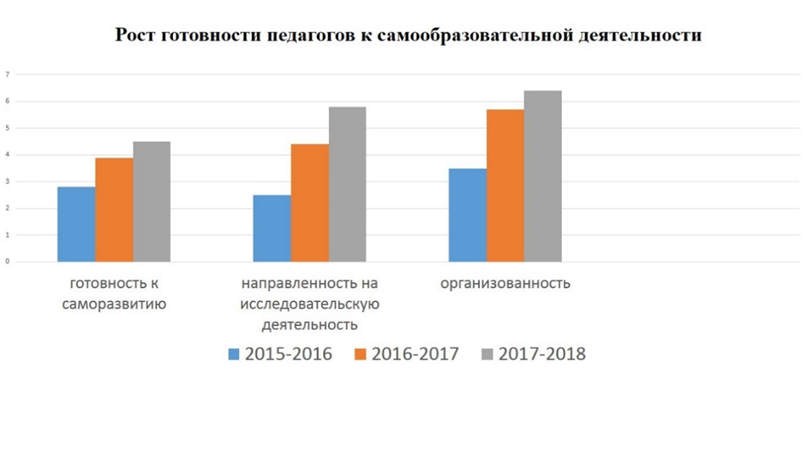 Рост готовности педагогов к самообразовательной деятельности
7
6
5
4
3
2
1
0
готовность к
саморазвитию
направленность на
исследовательскую
деятельность
организованность
2015-2016 2016-2017 2017-2018